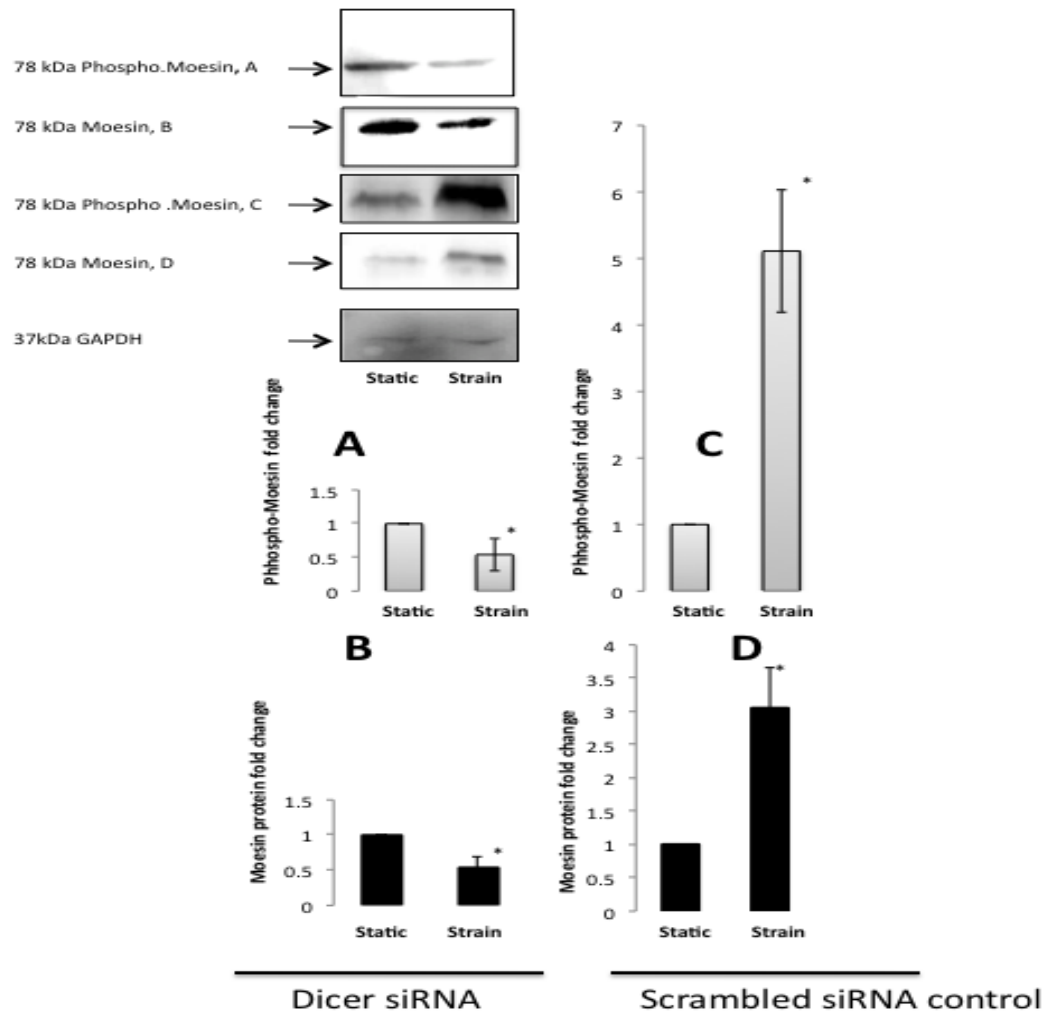 78 kDa Phospho.Moesin, A
78 kDa Moesin, B
78 kDa Phospho .Moesin, C
78 kDa Moesin, D
37kDa GAPDH
Static Strain
A
Phhospho-Moesin fold change
1.5
1
0.5
0
*
Static Strain
B
Moesin protein fold change
1.5
1
0.5
0
*
Static Strain
Dicer siRNA
C
Phhospho-Moesin fold change
7
6
5
4
3
2
1
0
*
Static Strain
D
Moesin protein fold change
4
3.5
3
2.5
2
1.5
1
0.5
0
*
Static Strain
Scrambled siRNA control